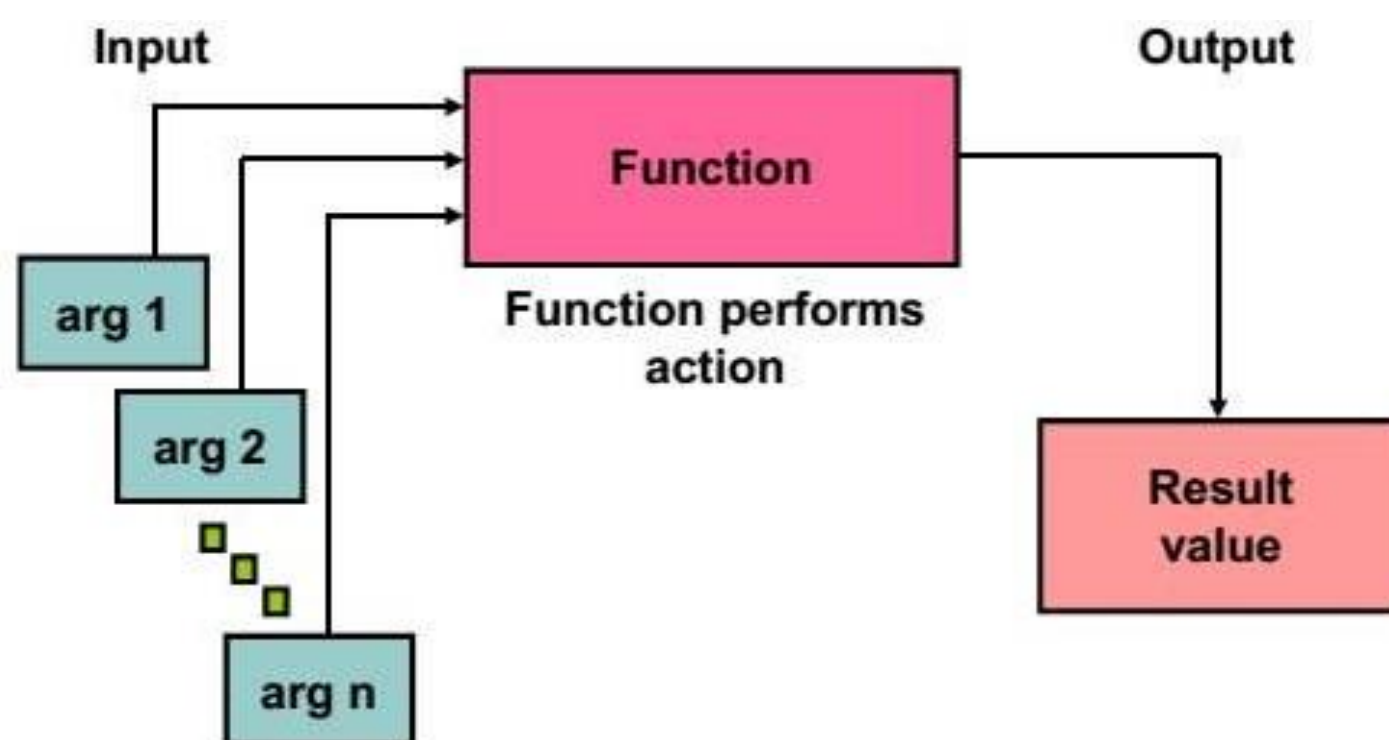 Input
Output
Function
Function performs
action
arg 1
arg 2
arg n
Result
value